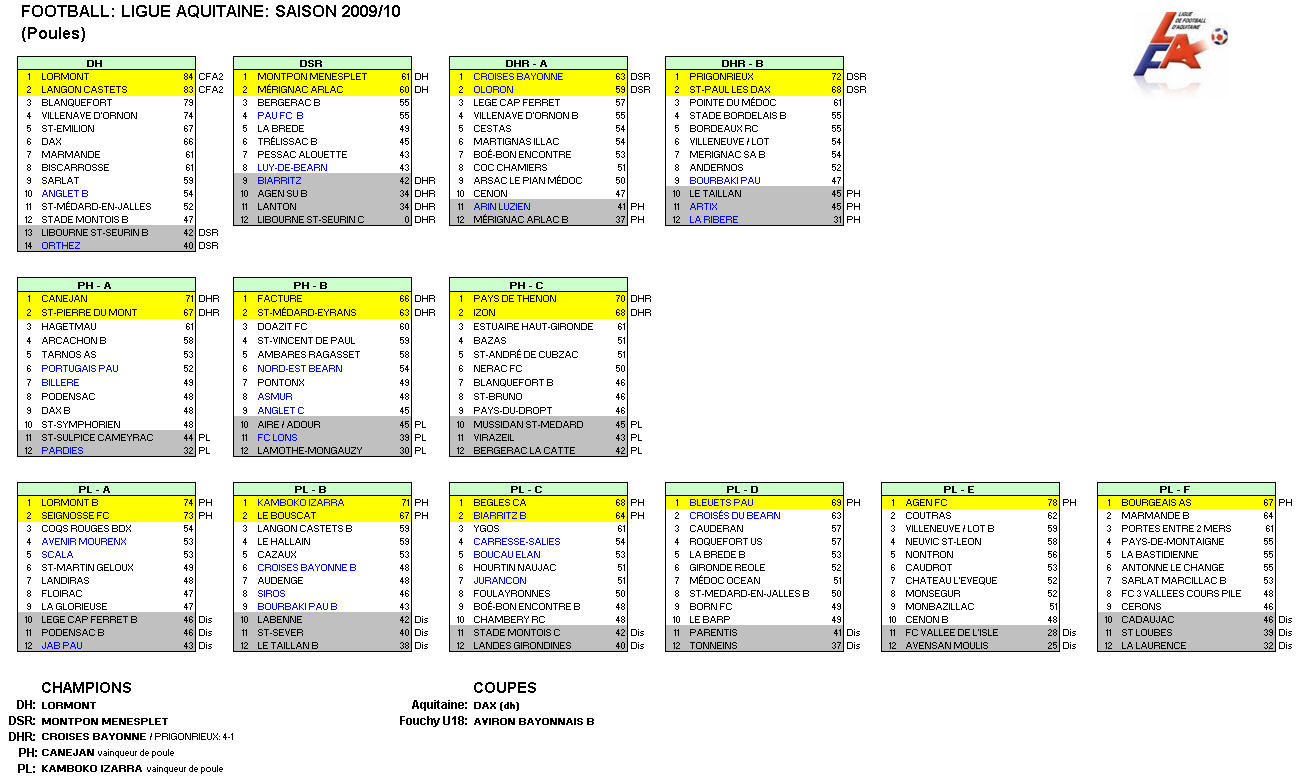 FOOTBALL: LIGUE AQUITAINE: SAISON 2009/10
(Poules)
LIGUE
DE FOOTBALL
D'AQUITAINE
LFA
DH
1 LORMONT 84 CFA2
2 LANGON CASTETS 83 CFA2
3 BLANQUEFORT 79
4 VILLENAVE D'ORNON 74
5 ST-EMILION 67
6 DAX 66
7 MARMANDE 61
8 BISCARROSSE 61
9 SARLAT 59
10 ANGLET B 54
11 ST-MÉDARD-EN-JALLES 52
12 STADE MONTOIS B 47
13 LIBOURNE ST-SEURIN B 42 DSR
14 ORTHEZ 40 DSR
DSR
1 MONTPON MENESPLET 61 DH
2 MÉRIGNAC ARLAC 60 DH
3 BERGERAC B 55
4 PAU FC B 55
5 LA BREDE 49
6 TRÉLISSAC B 45
7 PESSAC ALOUETTE 43
8 LUY-DE-BEARN 43
9 BIARRITZ 42 DHR
10 AGEN SU B 34 DHR
11 LANTON 34 DHR
12 LIBOURNE ST-SEURIN C 0 DHR
DHR - A
1 CROISES BAYONNE 63 DSR
2 OLORON 59 DSR
3 LEGE CAP FERRET 57
4 VILLENAVE D'ORNON B 55
5 CESTAS 54
6 MARTIGNAS ILLAC 54
7 BOÉ-BON ENCONTRE 53
8 COC CHAMIERS 51
9 ARSAC LE PIAN MÉDOC 50
10 CENON 47
11 ARIN LUZIEN 41 PH
12 MÉRIGNAC ARLAC B 37 PH
DHR - B
1 PRIGONRIEUX 72 DSR
2 ST-PAUL LES DAX 68 DSR
3 POINTE DU MÉDOC 61
4 STADE BORDELAIS B 55
5 BORDEAUX RC 55
6 VILLENEUVE / LOT 55
7 MERIGNAC SA B 54
8 ANDERNOS 52
9 BOURBAKI PAU 47
10 LE TAILLAN 45 PH
11 ARTIX 45 PH
12 LA RIBERE 31 PH
PH - A
1 CANEJAN 71 DHR
2 ST-PIERRE DU MONT 67 DHR
3 HAGETMAU 61
4 ARCACHON B 58
5 TARNOS AS 53
6 PORTUGAIS PAU 52
7 BILLERE 49
8 PODENSAC 48
9 DAX B 48
10 ST-SYMPHORIEN 48
11 ST-SULPICE CAMEYRAC 44 PL
12 PARDIES 32 PL
PH - B
1 FACTURE 66 DHR
2 ST-MÉDARD-EYRANS 63 DHR
3 DOAZIT FC 60
4 ST-VINCENT DE PAUL 59
5 AMBARES RAGASSET 58
6 NORD-EST BEARN 54
7 PONTONX 49
8 ASMUR 48
9 ANGLET C 45
10 AIRE / ADOUR 45 PL
11 FC LONS 39 PL
12 LAMOTHE-MONGAUZY 30 PL
PH - C
1 PAYS DE THENON 70 DHR
2 IZON 68 DHR
3 ESTUAIRE HAUT-GIRONDE 61
4 BAZAS 51
5 ST-ANDRÉ DE CUBZAC 51
6 NERAC FC 50
7 BLANQUEFORT B 46
8 ST-BRUNO 46
9 PAYS-DU-DROPT 46
10 MUSSIDAN ST-MEDARD 45 PL
11 VIRAZEIL 43 PL
12 BERGERAC LA CATTE 42 PL
PL - A
1 LORMONT B 74 PH
2 SEIGNOSSE FC 73 PH
3 COQS ROUGES BDX 54
4 AVENIR MOURENX 53
5 SCALA 53
6 ST-MARTIN GELOUX 49
7 LANDIRAS 48
8 FLOIRAC 47
9 LA GLORIEUSE 47
10 LEGE CAP FERRET B 46 Dis
11 PODENSAC B 46 Dis
12 JAB PAU 43 Dis
PL - B
1 KAMBOKO IZARRA 71 PH
2 LE BOUSCAT 67 PH
3 LANGON CASTETS B 59
4 LE HALLAIN 59
5 CAZAUX 53
6 CROISES BAYONNE B 48
7 AUDENGE 48
8 SIROS 46
9 BOURBAKI PAU B 43
10 LABENNE 42 Dis
11 ST-SEVER 40 Dis
12 LE TAILLAN B 38 Dis
PL - C
1 BEGLES CA 68 PH
2 BIARRITZ B 64 PH
3 YGOS 61
4 CARRESSE-SALIES 54
5 BOUCAU ELAN 53
6 HOURTIN NAUJAC 51
7 JURANCON 51
8 FOULAYRONNES 50
9 BOÉ-BON ENCONTRE B 48
10 CHAMBERY RC 48
11 STADE MONTOIS C 42 Dis
12 LANDES GIRONDINES 40 Dis
PL - D
1 BLEUETS PAU 69 PH
2 CROISÉS DU BEARN 63
3 CAUDERAN 57
4 ROQUEFORT US 57
5 LA BREDE B 53
6 GIRONDE REOLE 52
7 MÉDOC OCEAN 51
8 ST-MEDARD-EN-JALLES B 50
9 BORN FC 49
10 LE BARP 49
11 PARENTIS 41 Dis
12 TONNEINS 37 Dis
PL - E
1 AGEN FC 78 PH
2 COUTRAS 62
3 VILLENEUVE / LOT B 59
4 NEUVIC ST-LEON 58
5 NONTRON 56
6 CAUDROT 53
7 CHATEAU L'EVEQUE 52
8 MONSEGUR 52
9 MONBAZILLAC 51
10 CENON B 48
11 FC VALLEE DE L'ISLE 28 Dis
12 AVENSAN MOULIS 25 Dis
PL - F
1 BOURGEAIS AS 67 PH
2 MARMANDE B 64
3 PORTES ENTRE 2 MERS 61
4 PAYS-DE-MONTAIGNE 55
5 LA BASTIDIENNE 55
6 ANTONNE LE CHANGE 55
7 SARLAT MARCILLAC B 53
8 FC 3 VALLEES COURS PILE 48
9 CERONS 46
10 CADAUJAC 46 Dis
11 ST LOUBES 39 Dis
12 LA LAURENCE 32 Dis
CHAMPIONS
DH: LORMONT
DSR: MONTPON MENESPLET
DHR: CROISES BAYONNE / PRIGONRIEUX: 4-1
PH: CANEJAN vainqueur de poule
PL: KAMBOKO IZARRA vainqueur de poule
COUPES
Aquitaine: DAX (dh)
Fouchy U18: AVIRON BAYONNAIS B